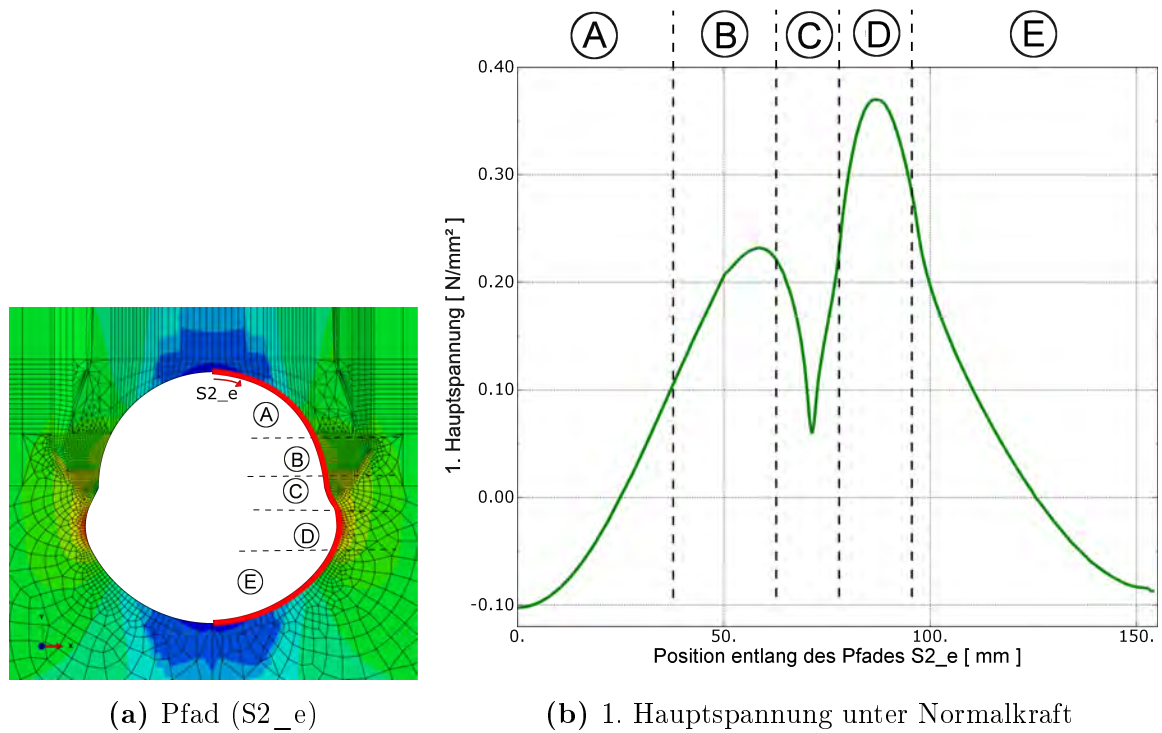 A B C D E
0.40
0.30
0.20
0.10
0.00
-0.10
1. Hauptspannung [ N/mm² ]
0. 50. 100. 150.
Position entlang des Pfades S2_e [ mm ]
S2_e
A
B
C
D
E
Y
X
(a) Pfad (S2_e)
(b) 1. Hauptspannung unter Normalkraft